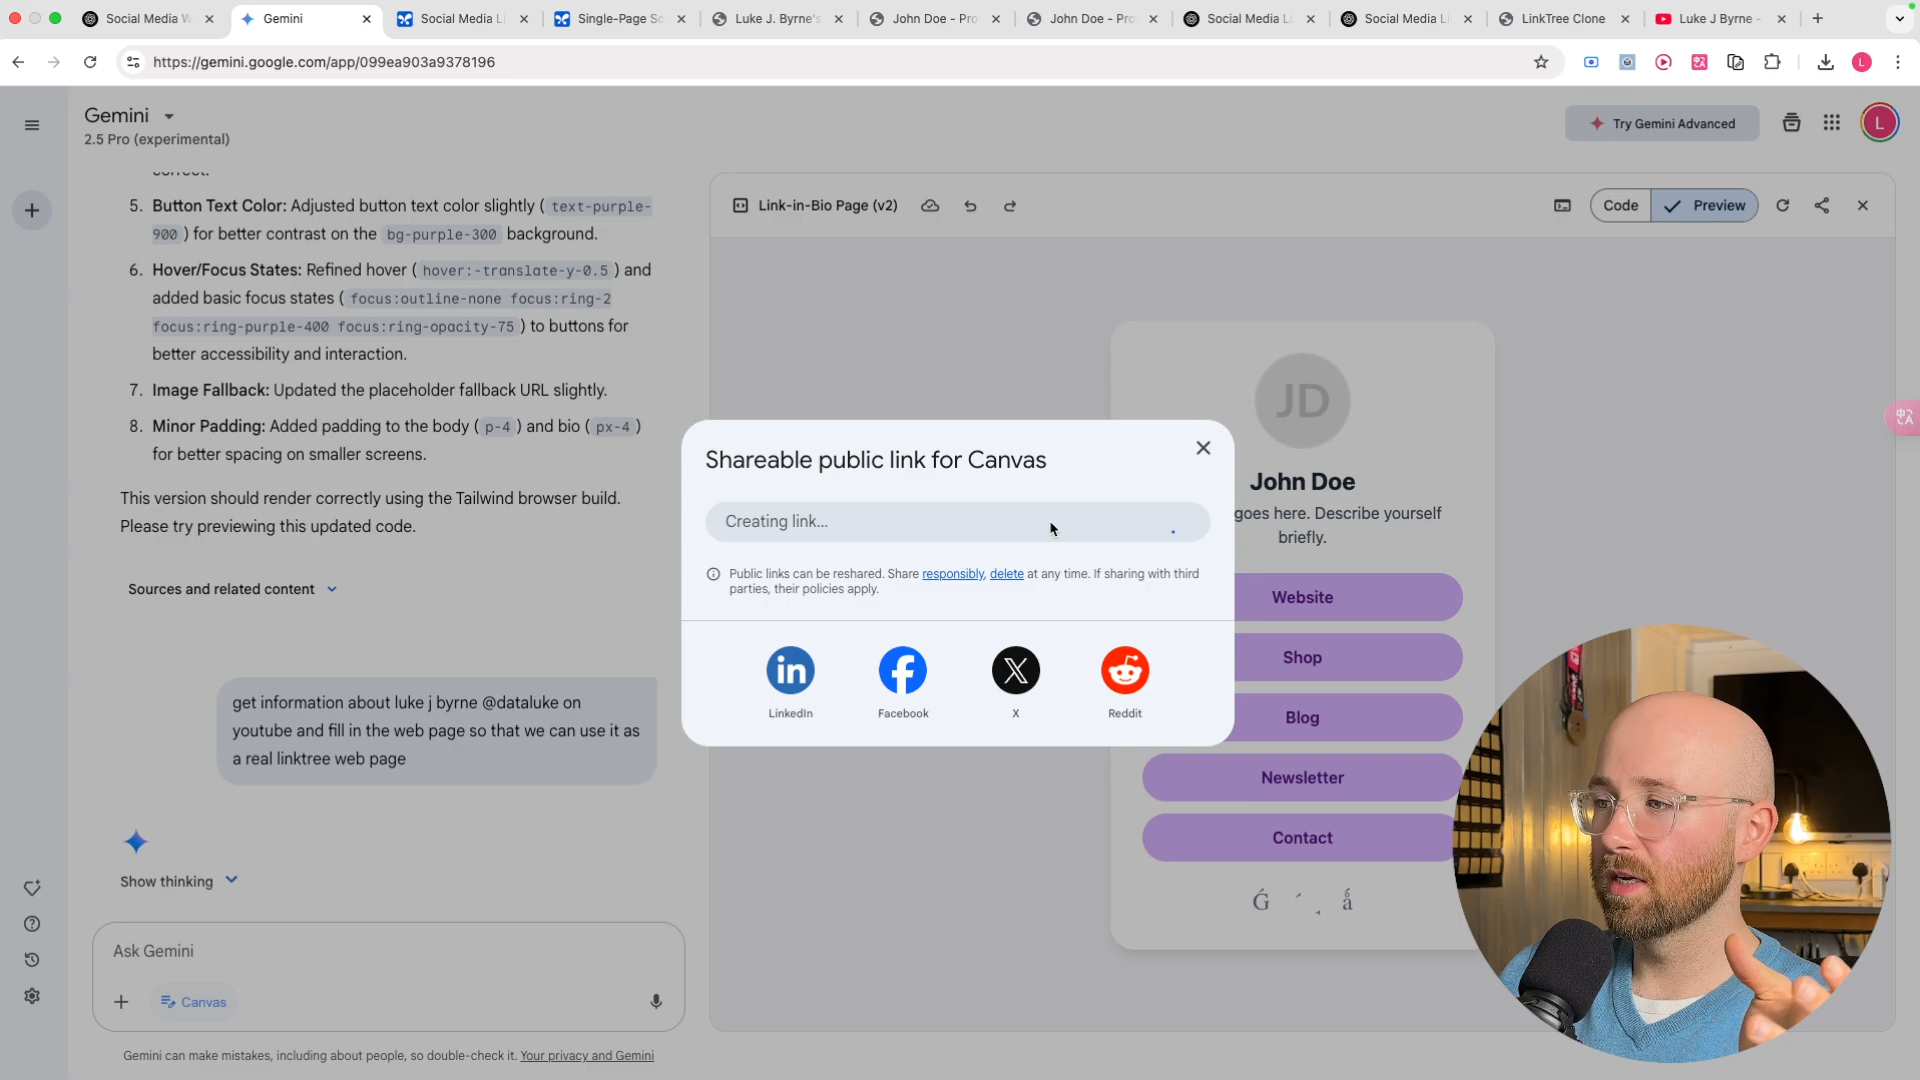 Social Media W
Gemini
Social Media Li
Single-Page So
Luke J. Byrne's
John Doe - Pro
John Doe - Pro
Social Media Li
Social Media Li
LinkTree Clone
Luke J Byrne -
https://gemini.google.com/app/099ea903a9378196
Gemini
2.5 Pro (experimental)
Try Gemini Advanced
L
correct.
5. Button Text Color: Adjusted button text color slightly ( text-purple-
900 ) for better contrast on the bg-purple-300 background.
6. Hover/Focus States: Refined hover ( hover:-translate-y-0.5 ) and
added basic focus states ( focus:outline-none focus:ring-2
focus:ring-purple-400 focus:ring-opacity-75 ) to buttons for
better accessibility and interaction.
7. Image Fallback: Updated the placeholder fallback URL slightly.
8. Minor Padding: Added padding to the body ( p-4 ) and bio ( px-4 )
for better spacing on smaller screens.
This version should render correctly using the Tailwind browser build.
Please try previewing this updated code.
Sources and related content
get information about luke j byrne @dataluke on
youtube and fill in the web page so that we can use it as
a real linktree web page
Show thinking
Ask Gemini
Canvas
Gemini can make mistakes, including about people, so double-check it. Your privacy and Gemini
Link-in-Bio Page (v2)
Code
Preview
Shareable public link for Canvas
Creating link...
Public links can be reshared. Share responsibly, delete at any time. If sharing with third
parties, their policies apply.
LinkedIn
Facebook
X
Reddit
JD
John Doe
goes here. Describe yourself
briefly.
Website
Shop
Blog
Newsletter
Contact